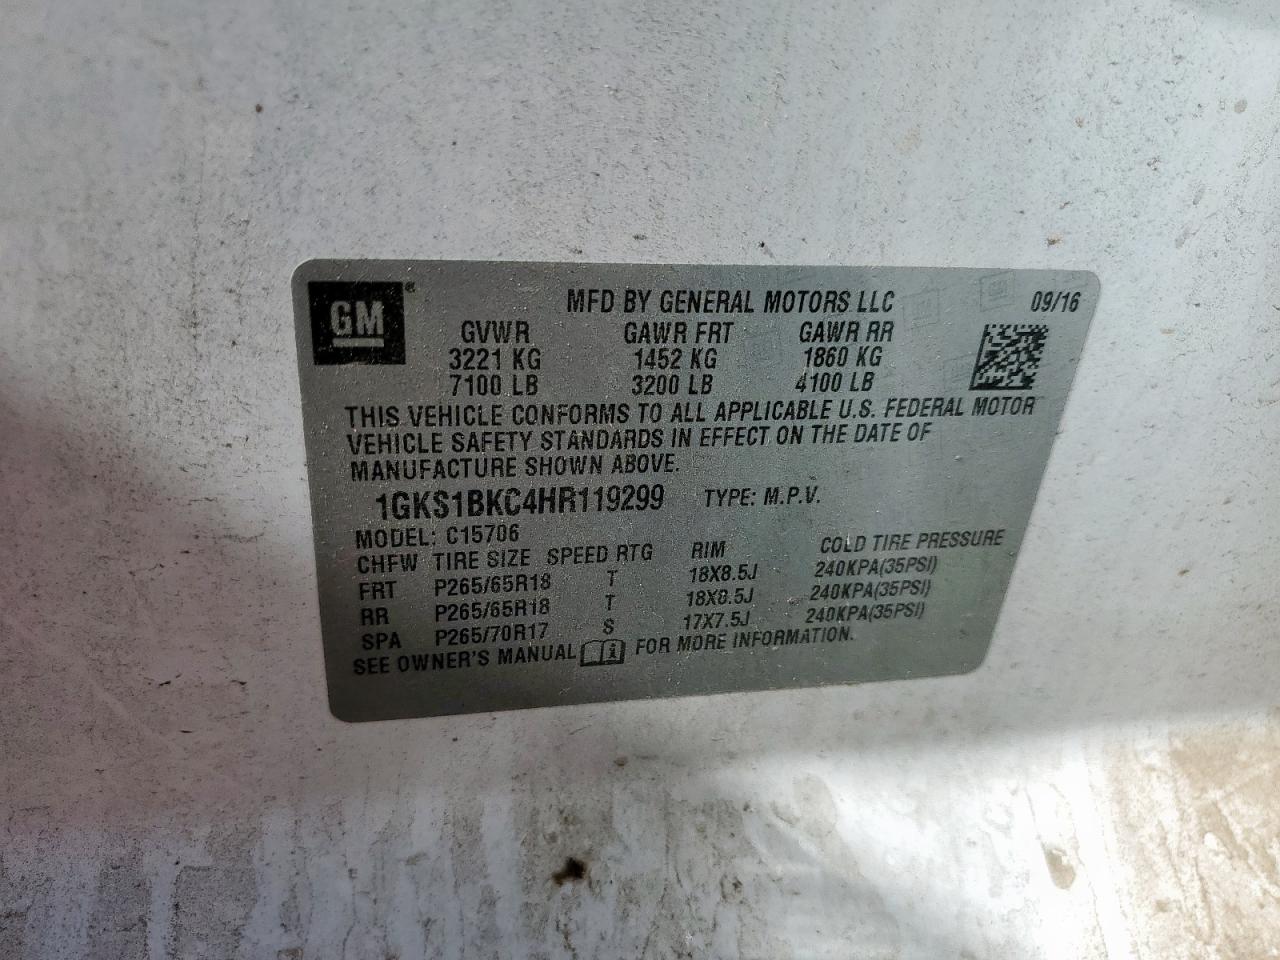 GM®
MFD BY GENERAL MOTORS LLC 09/16
GVWR GAWR FRT GAWR RR
3221 KG 1452 KG 1860 KG
7100 LB 3200 LB 4100 LB
THIS VEHICLE CONFORMS TO ALL APPLICABLE U.S. FEDERAL MOTOR
VEHICLE SAFETY STANDARDS IN EFFECT ON THE DATE OF
MANUFACTURE SHOWN ABOVE.
1GKS1BKC4HR119299 TYPE: M.P.V.
MODEL: C15706
CHFW TIRE SIZE SPEED RTG RIM COLD TIRE PRESSURE
FRT P265/65R18 T 18X8.5J 240KPA(35PSI)
RR P265/65R18 T 18X8.5J 240KPA(35PSI)
SPA P265/70R17 S 17X7.5J 240KPA(35PSI)
SEE OWNER'S MANUAL i FOR MORE INFORMATION.